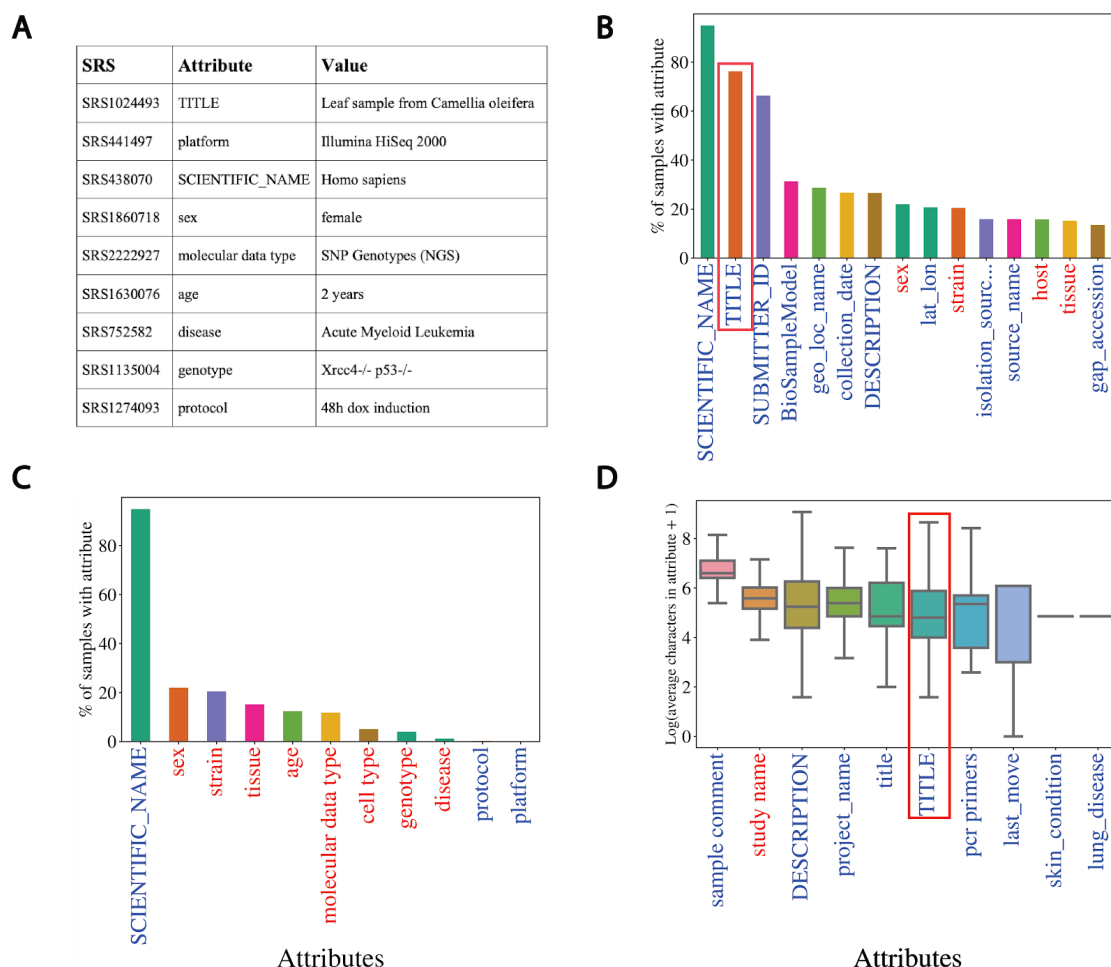 A
SRS Attribute Value
SRS1024493 TITLE Leaf sample from Camellia oleifera
SRS441497 platform Illumina HiSeq 2000
SRS438070 SCIENTIFIC_NAME Homo sapiens
SRS1860718 sex female
SRS2222927 molecular data type SNP Genotypes (NGS)
SRS1630076 age 2 years
SRS752582 disease Acute Myeloid Leukemia
SRS1135004 genotype Xrcc4-/- p53-/-
SRS1274093 protocol 48h dox induction
B
% of samples with attribute
80
60
40
20
0
SCIENTIFIC_NAME
TITLE
SUBMITTER_ID
BioSampleModel
geo_loc_name
collection_date
DESCRIPTION
sex
lat_lon
strain
isolation_sourc...
source_name
host
tissue
gap_accession
C
% of samples with attribute
80
60
40
20
0
SCIENTIFIC_NAME
sex
strain
tissue
age
molecular data type
cell type
genotype
disease
protocol
platform
Attributes
D
Log(average characters in attribute + 1)
8
6
4
2
0
sample comment
study name
DESCRIPTION
project_name
title
TITLE
pcr primers
last_move
skin_condition
lung_disease
Attributes